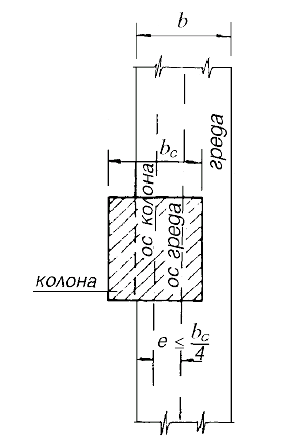 b
греда
b_c
ос колона
ос греда
колона
e ≤ b_c/4